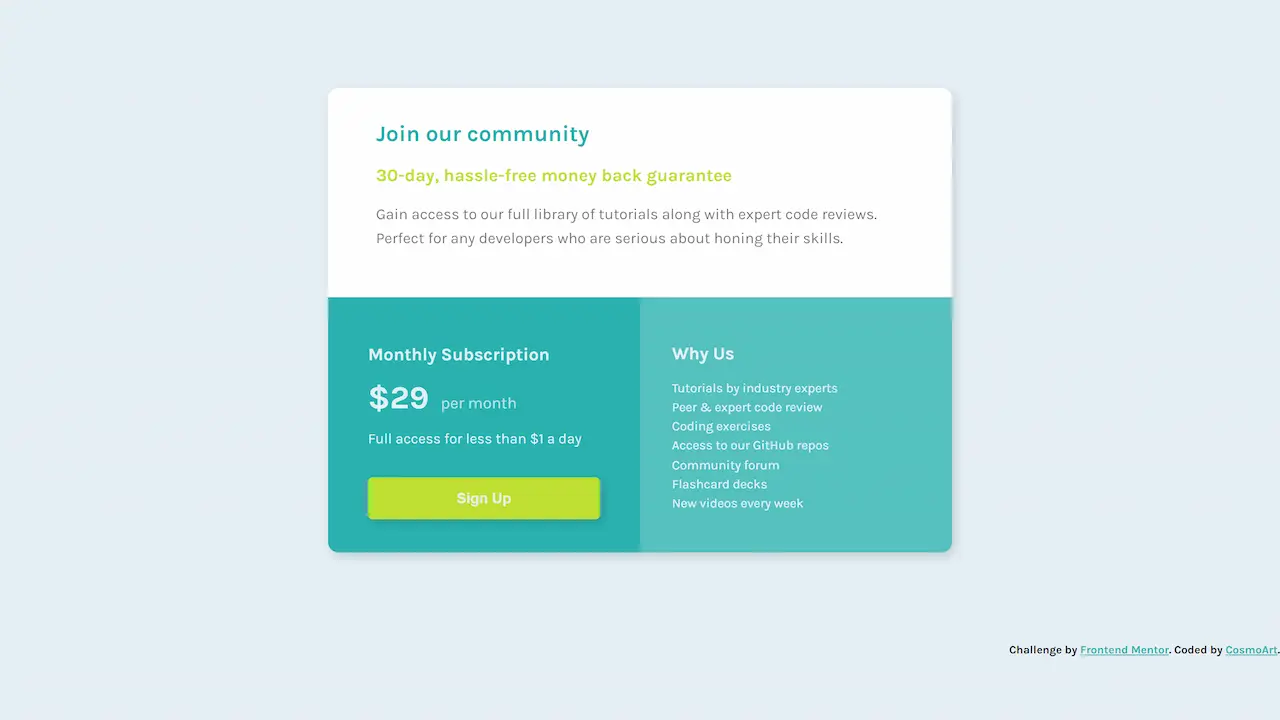 Join our community
30-day, hassle-free money back guarantee
Gain access to our full library of tutorials along with expert code reviews.
Perfect for any developers who are serious about honing their skills.
Monthly Subscription
$29 per month
Full access for less than $1 a day
Sign Up
Why Us
Tutorials by industry experts
Peer & expert code review
Coding exercises
Access to our GitHub repos
Community forum
Flashcard decks
New videos every week
Challenge by Frontend Mentor. Coded by CosmoArt.